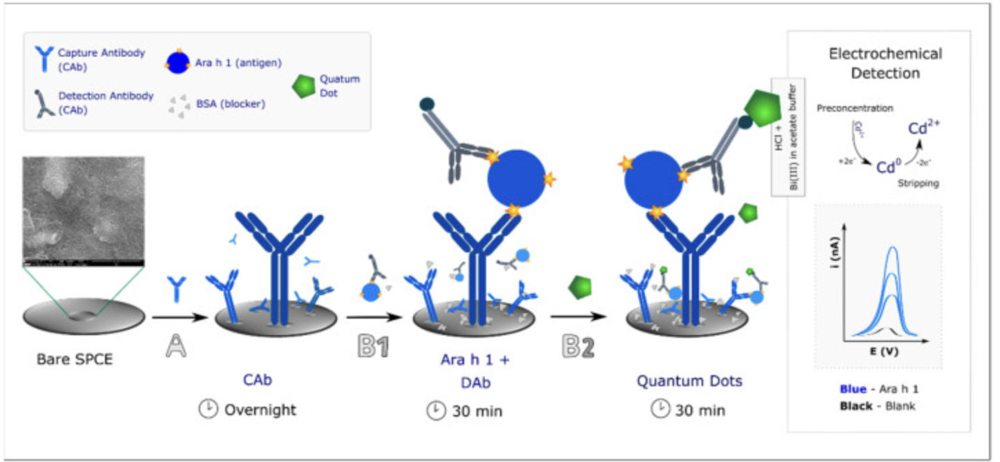 Capture Antibody
(CAb)
Ara h 1 (antigen)
Quatum
Dot
Detection Antibody
(CAb)
BSA (blocker)
Bare SPCE
A
CAb
Overnight
B1
Ara h 1 +
DAb
30 min
B2
Quantum Dots
30 min
HCl +
Bi(III) in acetate buffer
Electrochemical
Detection
Preconcentration
Cd²⁺
Cd²⁺
+2e⁻
Cd⁰
-2e⁻
Stripping
i (nA)
E (V)
Blue - Ara h 1
Black - Blank